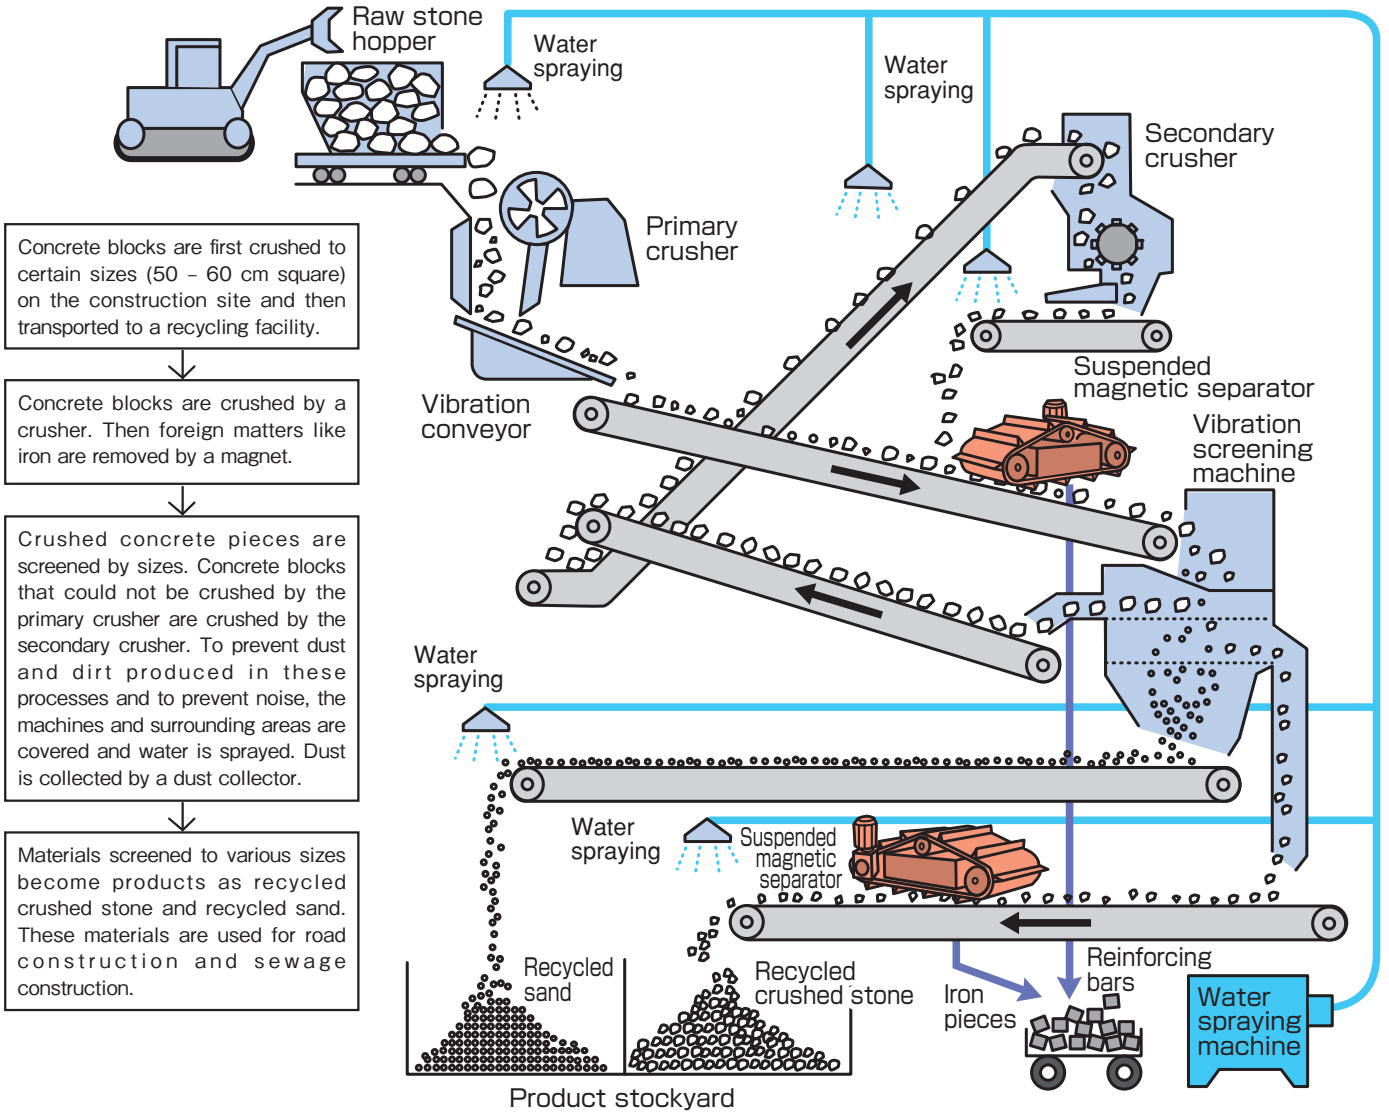 Raw stone
hopper
Water
spraying
Water
spraying
Secondary
crusher
Primary
crusher
Concrete blocks are first crushed to
certain sizes (50 – 60 cm square)
on the construction site and then
transported to a recycling facility.
Concrete blocks are crushed by a
crusher. Then foreign matters like
iron are removed by a magnet.
Crushed concrete pieces are
screened by sizes. Concrete blocks
that could not be crushed by the
primary crusher are crushed by the
secondary crusher. To prevent dust
and dirt produced in these
processes and to prevent noise, the
machines and surrounding areas are
covered and water is sprayed. Dust
is collected by a dust collector.
Materials screened to various sizes
become products as recycled
crushed stone and recycled sand.
These materials are used for road
construction and sewage
construction.
Vibration
conveyor
Suspended
magnetic separator
Vibration
screening
machine
Water
spraying
Water
spraying
Suspended
magnetic
separator
Recycled
sand
Recycled
crushed stone
Iron
pieces
Reinforcing
bars
Water
spraying
machine
Product stockyard